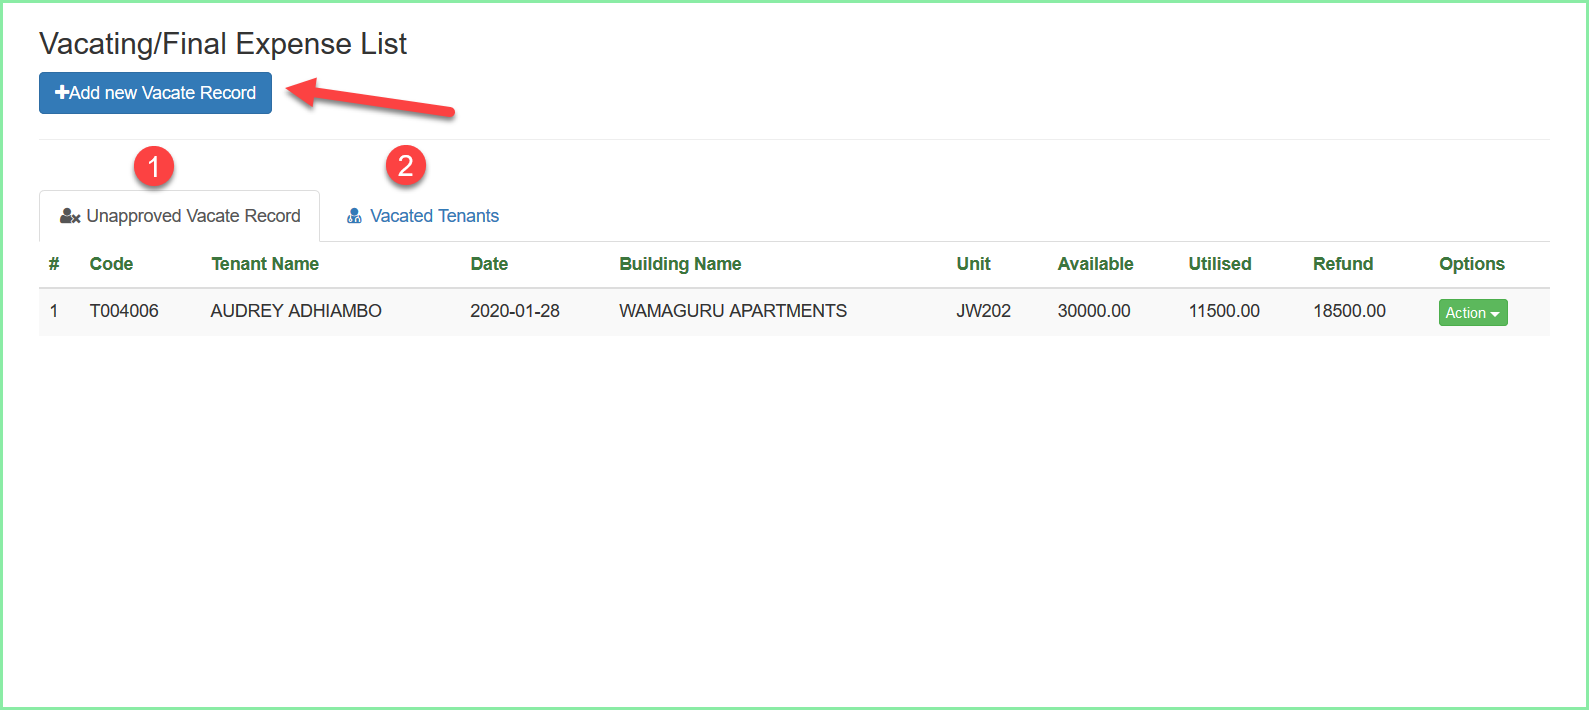 Vacating/Final Expense List
+Add new Vacate Record
1 2
Unapproved Vacate Record Vacated Tenants
# Code Tenant Name Date Building Name Unit Available Utilised Refund Options
1 T004006 AUDREY ADHIAMBO 2020-01-28 WAMAGURU APARTMENTS JW202 30000.00 11500.00 18500.00 Action